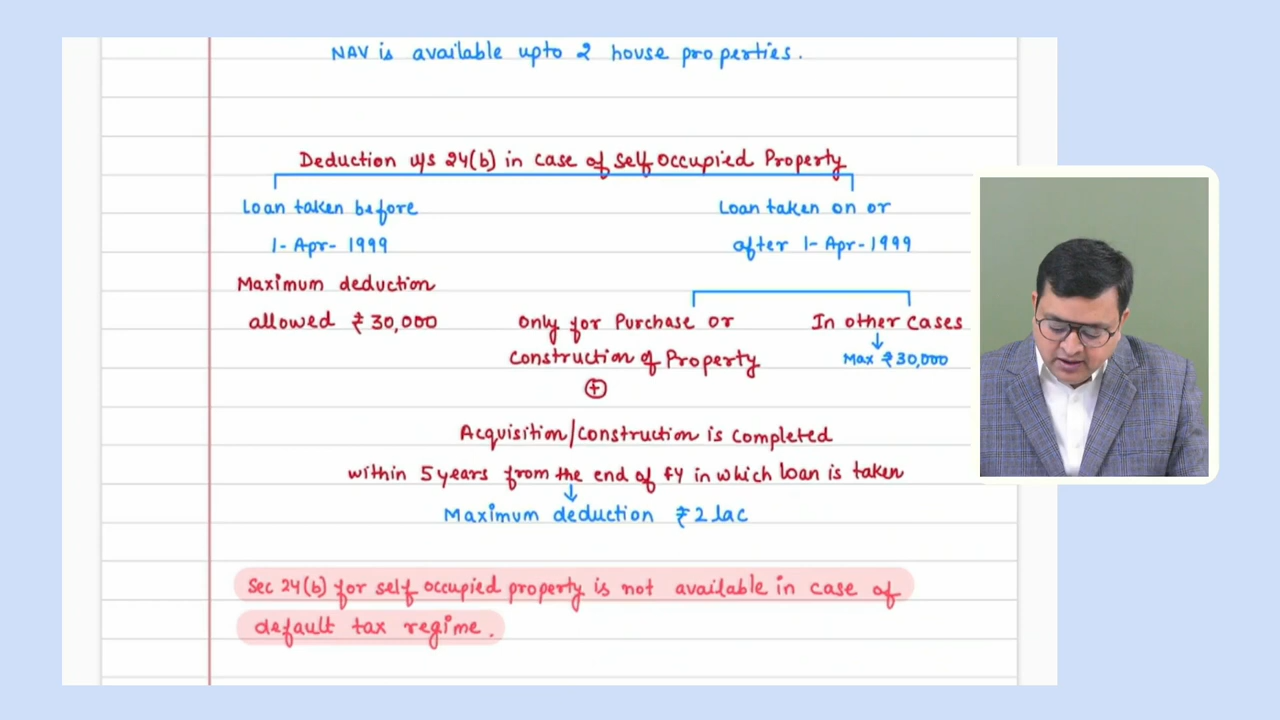 NAV is available upto 2 house properties.
Deduction u/s 24(b) in case of self occupied Property
Loan taken before
1-Apr-1999
Maximum deduction
allowed ₹30,000
Loan taken on or
after 1-Apr-1999
Only for Purchase or
Construction of Property
+
Acquisition/Construction is completed
within 5 years from the end of FY in which loan is taken
Maximum deduction ₹2 lac
In other cases
Max ₹30,000
Sec 24(b) for self occupied property is not available in case of
default tax regime.